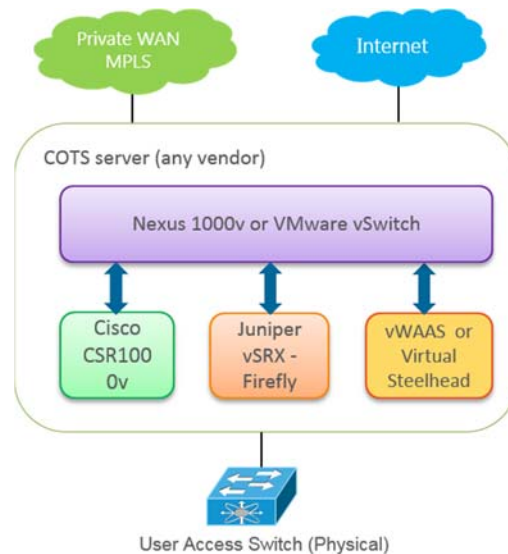 Private WAN
MPLS
Internet
COTS server (any vendor)
Nexus 1000v or VMware vSwitch
Cisco
CSR100
0v
Juniper
vSRX -
Firefly
vWAAS or
Virtual
Steelhead
User Access Switch (Physical)